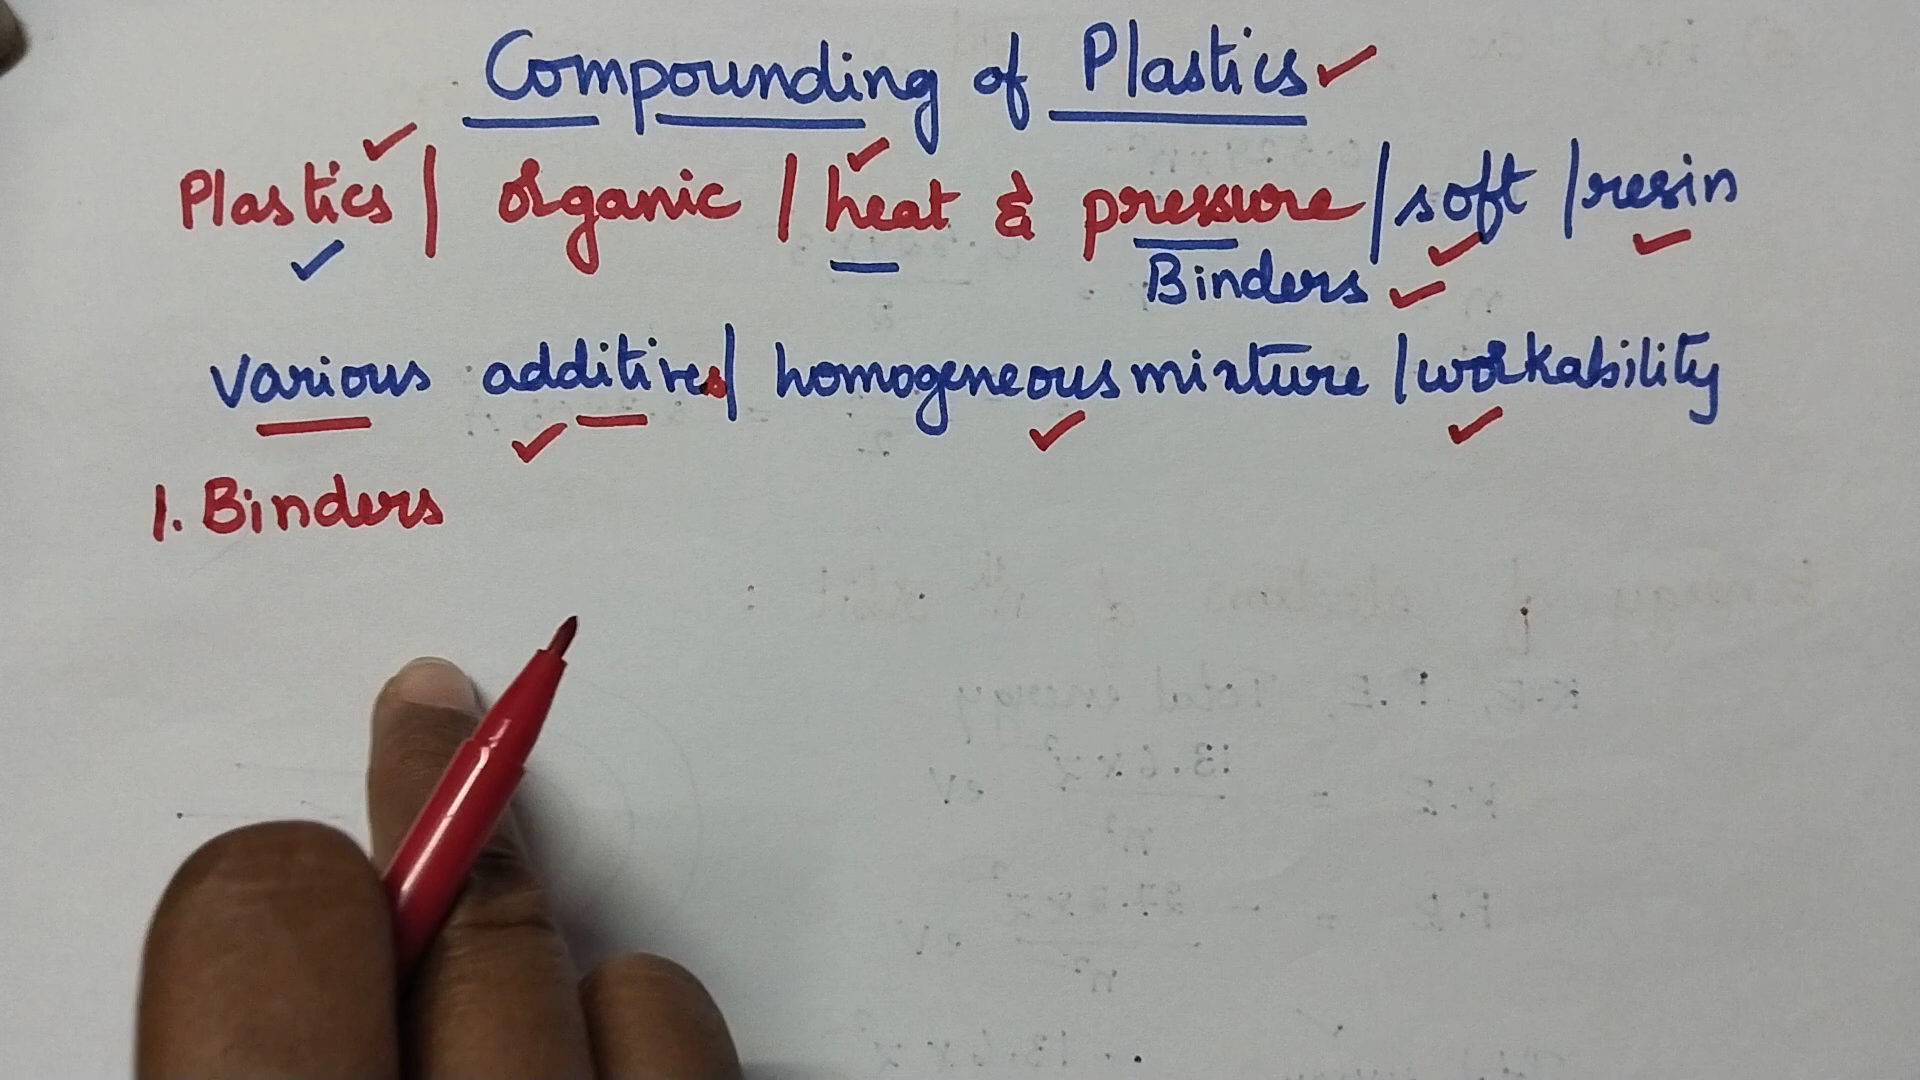 Compounding of Plastics
Plastics / organic / heat & pressure / soft / resin
Binders
various additives / homogeneous mixture / workability
1. Binders